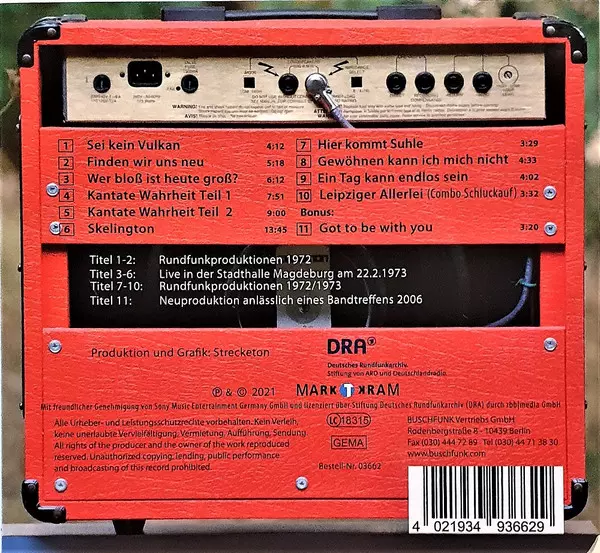 WARNING:
ATTE
AVIS:
1 Sei kein Vulkan 4:12
2 Finden wir uns neu 5:18
3 Wer bloß ist heute groß? 6:12
4 Kantate Wahrheit Teil 1 7:51
5 Kantate Wahrheit Teil 2 9:00
6 Skelington 13:45
7 Hier kommt Suhle 3:29
8 Gewöhnen kann ich mich nicht 4:33
9 Ein Tag kann endlos sein 4:02
10 Leipziger Allerlei (Combo Schluckauf) 3:32
Bonus:
11 Got to be with you 3:20
Titel 1-2: Rundfunkproduktionen 1972
Titel 3-6: Live in der Stadthalle Magdeburg am 22.2.1973
Titel 7-10: Rundfunkproduktionen 1972/1973
Titel 11: Neuproduktion anlässlich eines Bandtreffens 2006
Produktion und Grafik: Strecketon
DRA
Deutsches Rundfunkarchiv
Stiftung von ARD und Deutschlandradio
℗ & © 2021
MARKTKRAM
Mit freundlicher Genehmigung von Sony Music Entertainment Germany GmbH und lizenziert über Stiftung Deutsches Rundfunkarchiv (DRA) durch rbbmedia GmbH
Alle Urheber- und Leistungsschutzrechte vorbehalten. Kein Verleih,
keine unerlaubte Vervielfältigung, Vermietung, Aufführung, Sendung.
All rights of the producer and the owner of the work reproduced
reserved. Unauthorized copying, lending, public performance
and broadcasting of this record prohibited.
LC 18315
GEMA
Bestell-Nr. 03662
BUSCHFUNK Vertriebs GmbH
Rodenbergstraße 8 - 10439 Berlin
Fon (030) 444 72 89 Fax (030) 44 71 38 30
www.buschfunk.com
4 021934 936629